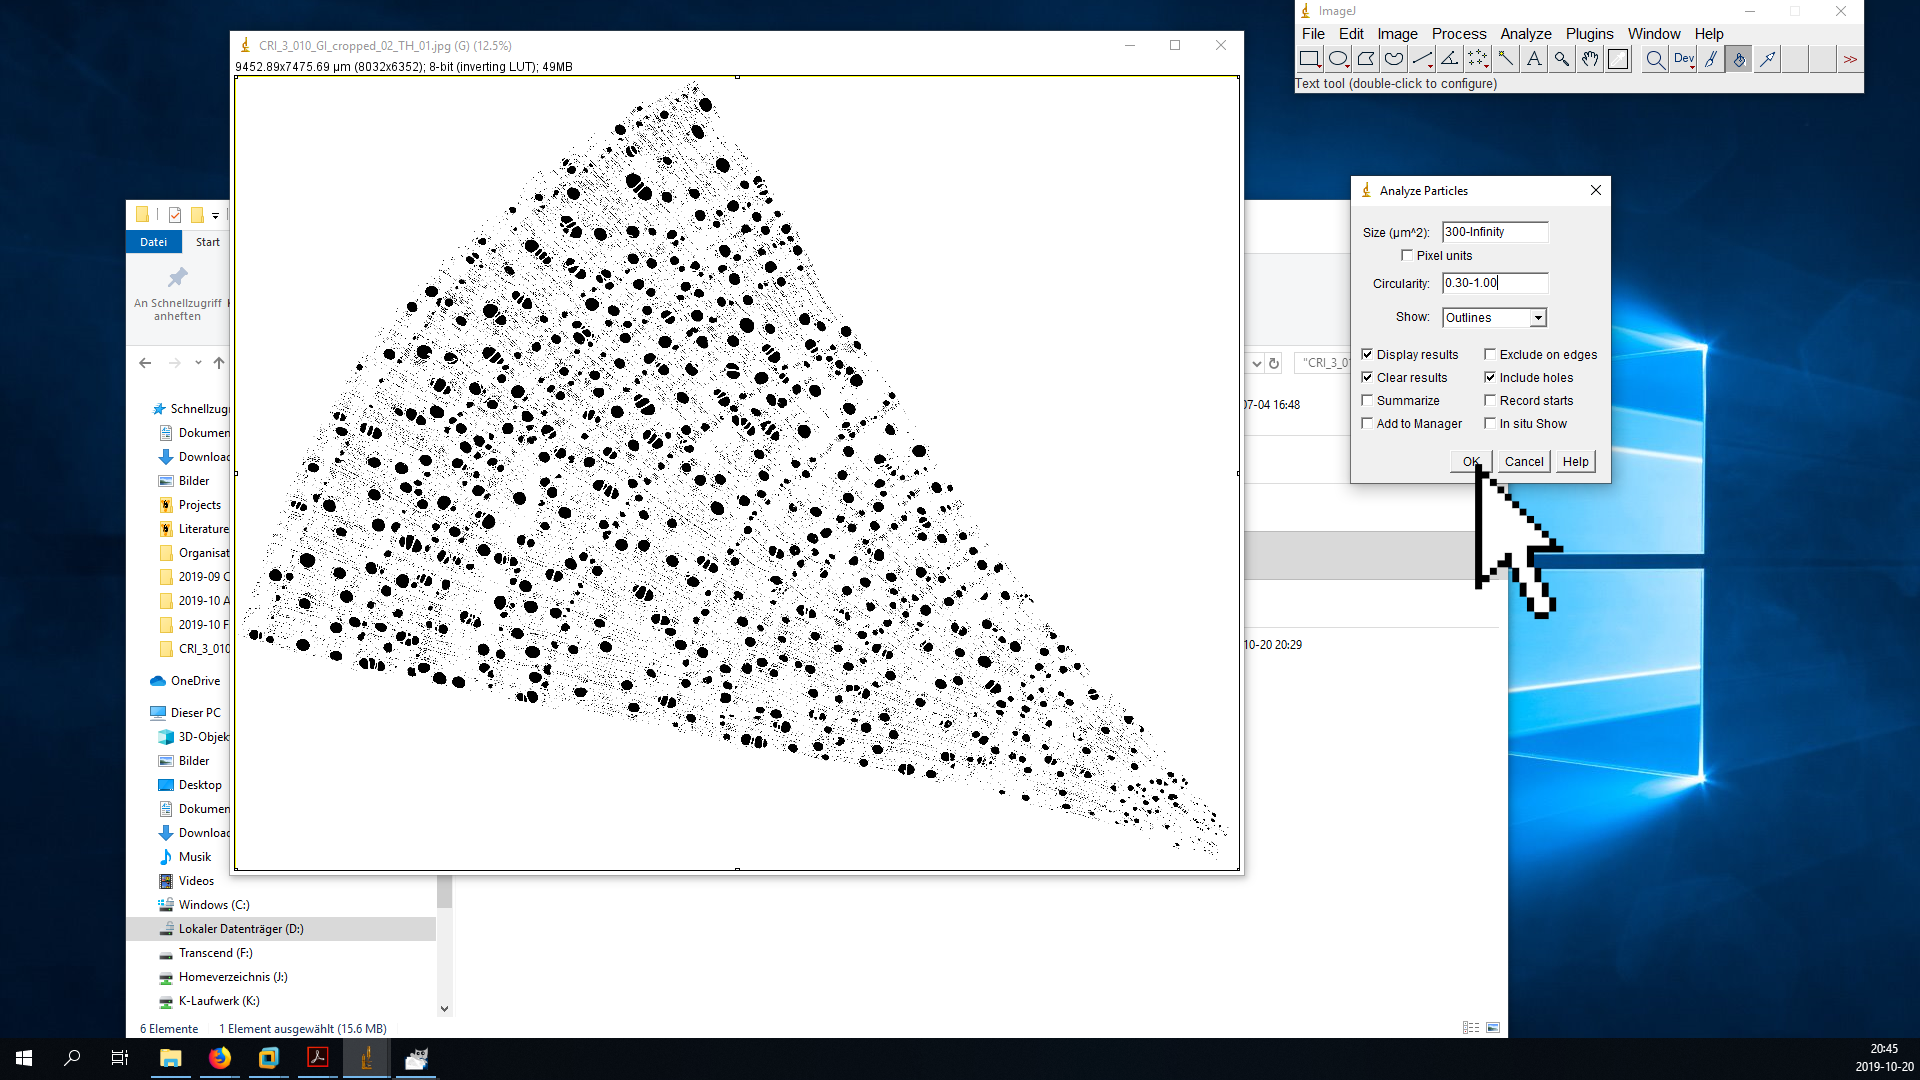 ImageJ
File Edit Image Process Analyze Plugins Window Help
Dev
>>
Text tool (double-click to configure)
CRI_3_010_GI_cropped_02_TH_01.jpg (G) (12.5%)
9452.89x7475.69 µm (8032x6352); 8-bit (inverting LUT); 49MB
Analyze Particles
Size (µm^2): 300-Infinity
Pixel units
Circularity: 0.30-1.00
Show: Outlines
Display results Exclude on edges
Clear results Include holes
Summarize Record starts
Add to Manager In situ Show
OK Cancel Help
Datei Start
An Schnellzugriff
anheften
"CRI_3_01
07-04 16:48
10-20 20:29
Schnellzug
Dokumen
Download
Bilder
Projects
Literature
Organisat
2019-09 C
2019-10 A
2019-10 F
CRI_3_010
OneDrive
Dieser PC
3D-Objek
Bilder
Desktop
Dokumen
Download
Musik
Videos
Windows (C:)
Lokaler Datenträger (D:)
Transcend (F:)
Homeverzeichnis (J:)
K-Laufwerk (K:)
6 Elemente 1 Element ausgewählt (15.6 MB)
20:45
2019-10-20